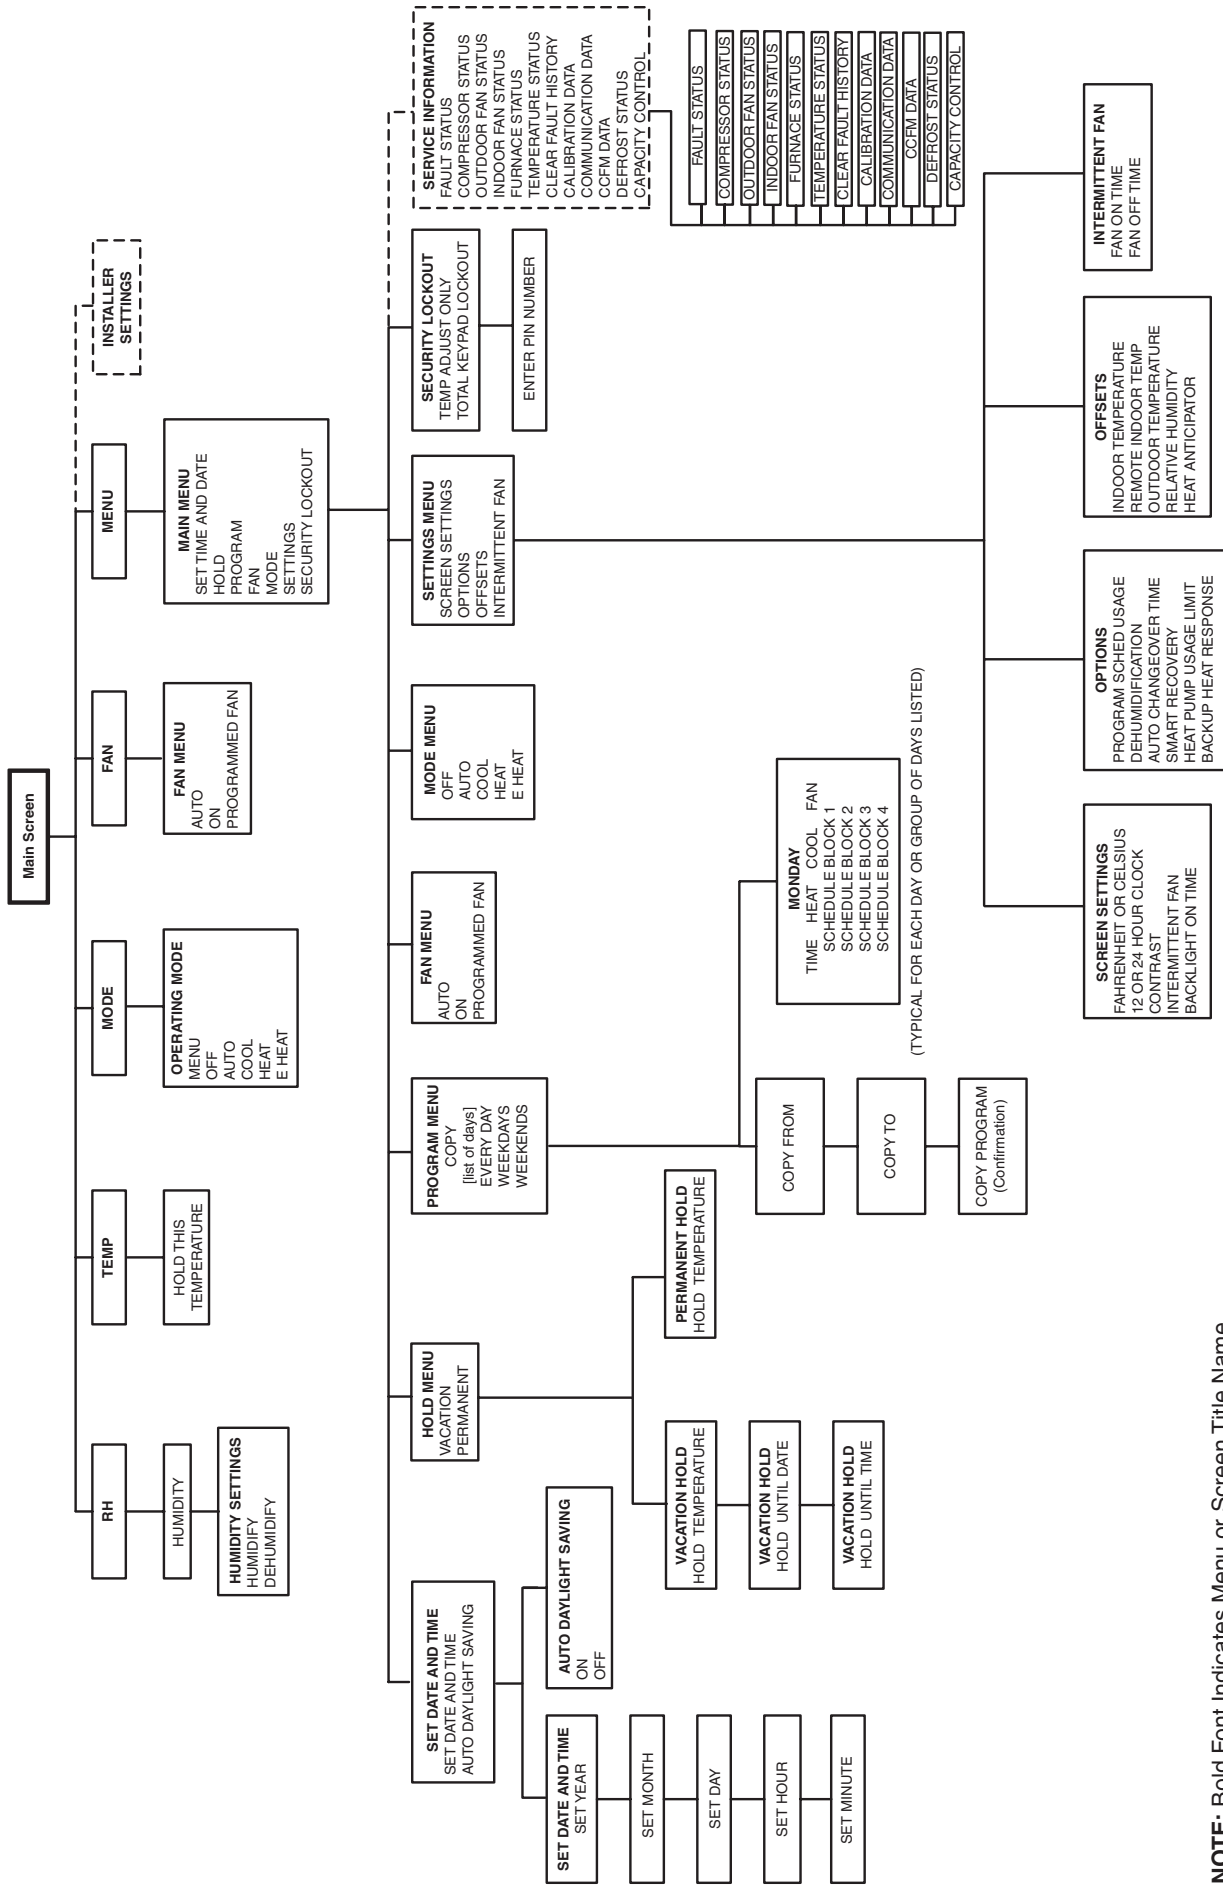 Main Screen
RH
TEMP
MODE
FAN
MENU
INSTALLER
SETTINGS
HUMIDITY
HUMIDITY SETTINGS
HUMIDIFY
DEHUMIDIFY
HOLD THIS
TEMPERATURE
OPERATING MODE
MENU
OFF
AUTO
COOL
HEAT
E HEAT
FAN MENU
AUTO
ON
PROGRAMMED FAN
MAIN MENU
SET TIME AND DATE
HOLD
PROGRAM
FAN
MODE
SETTINGS
SECURITY LOCKOUT
SET DATE AND TIME
SET DATE AND TIME
AUTO DAYLIGHT SAVING
HOLD MENU
VACATION
PERMANENT
PROGRAM MENU
COPY
[list of days]
EVERY DAY
WEEKDAYS
WEEKENDS
FAN MENU
AUTO
ON
PROGRAMMED FAN
MODE MENU
OFF
AUTO
COOL
HEAT
E HEAT
SETTINGS MENU
SCREEN SETTINGS
OPTIONS
OFFSETS
INTERMITTENT FAN
SECURITY LOCKOUT
TEMP ADJUST ONLY
TOTAL KEYPAD LOCKOUT
ENTER PIN NUMBER
SERVICE INFORMATION
FAULT STATUS
COMPRESSOR STATUS
OUTDOOR FAN STATUS
INDOOR FAN STATUS
FURNACE STATUS
TEMPERATURE STATUS
CLEAR FAULT HISTORY
CALIBRATION DATA
COMMUNICATION DATA
CCFM DATA
DEFROST STATUS
CAPACITY CONTROL
FAULT STATUS
COMPRESSOR STATUS
OUTDOOR FAN STATUS
INDOOR FAN STATUS
FURNACE STATUS
TEMPERATURE STATUS
CLEAR FAULT HISTORY
CALIBRATION DATA
COMMUNICATION DATA
CCFM DATA
DEFROST STATUS
CAPACITY CONTROL
SET DATE AND TIME
SET YEAR
SET MONTH
SET DAY
SET HOUR
SET MINUTE
AUTO DAYLIGHT SAVING
ON
OFF
VACATION HOLD
HOLD TEMPERATURE
VACATION HOLD
HOLD UNTIL DATE
VACATION HOLD
HOLD UNTIL TIME
PERMANENT HOLD
HOLD TEMPERATURE
COPY FROM
COPY TO
COPY PROGRAM
(Confirmation)
MONDAY
TIME HEAT COOL FAN
SCHEDULE BLOCK 1
SCHEDULE BLOCK 2
SCHEDULE BLOCK 3
SCHEDULE BLOCK 4
(TYPICAL FOR EACH DAY OR GROUP OF DAYS LISTED)
SCREEN SETTINGS
FAHRENHEIT OR CELSIUS
12 OR 24 HOUR CLOCK
CONTRAST
INTERMITTENT FAN
BACKLIGHT ON TIME
OPTIONS
PROGRAM SCHED USAGE
DEHUMIDIFICATION
AUTO CHANGEOVER TIME
SMART RECOVERY
HEAT PUMP USAGE LIMIT
BACKUP HEAT RESPONSE
OFFSETS
INDOOR TEMPERATURE
REMOTE INDOOR TEMP
OUTDOOR TEMPERATURE
RELATIVE HUMIDITY
HEAT ANTICIPATOR
INTERMITTENT FAN
FAN ON TIME
FAN OFF TIME
NOTE: Bold Font Indicates Menu or Screen Title Name